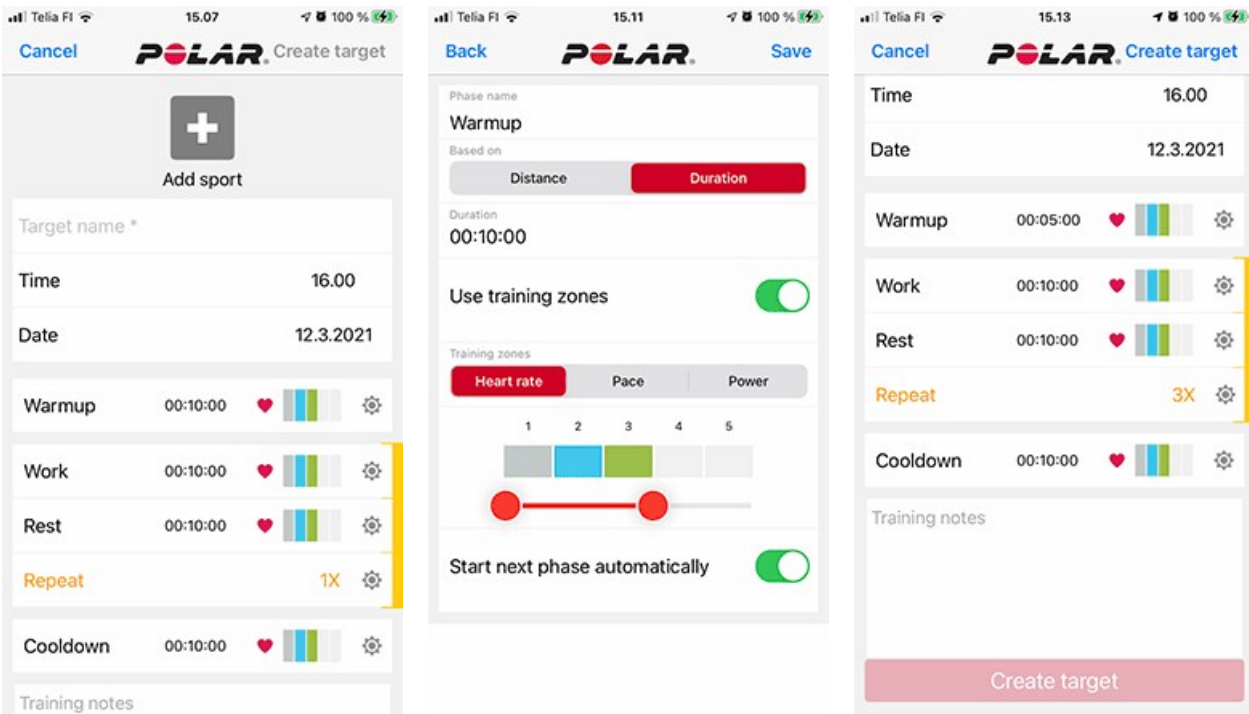 Telia FI 15.07 100 %
Cancel POLAR. Create target
Add sport
Target name *
Time 16.00
Date 12.3.2021
Warmup 00:10:00
Work 00:10:00
Rest 00:10:00
Repeat 1X
Cooldown 00:10:00
Training notes
Telia FI 15.11 100 %
Back POLAR. Save
Phase name
Warmup
Based on
Distance Duration
Duration
00:10:00
Use training zones
Training zones
Heart rate Pace Power
1 2 3 4 5
Start next phase automatically
Telia FI 15.13 100 %
Cancel POLAR. Create target
Time 16.00
Date 12.3.2021
Warmup 00:05:00
Work 00:10:00
Rest 00:10:00
Repeat 3X
Cooldown 00:10:00
Training notes
Create target